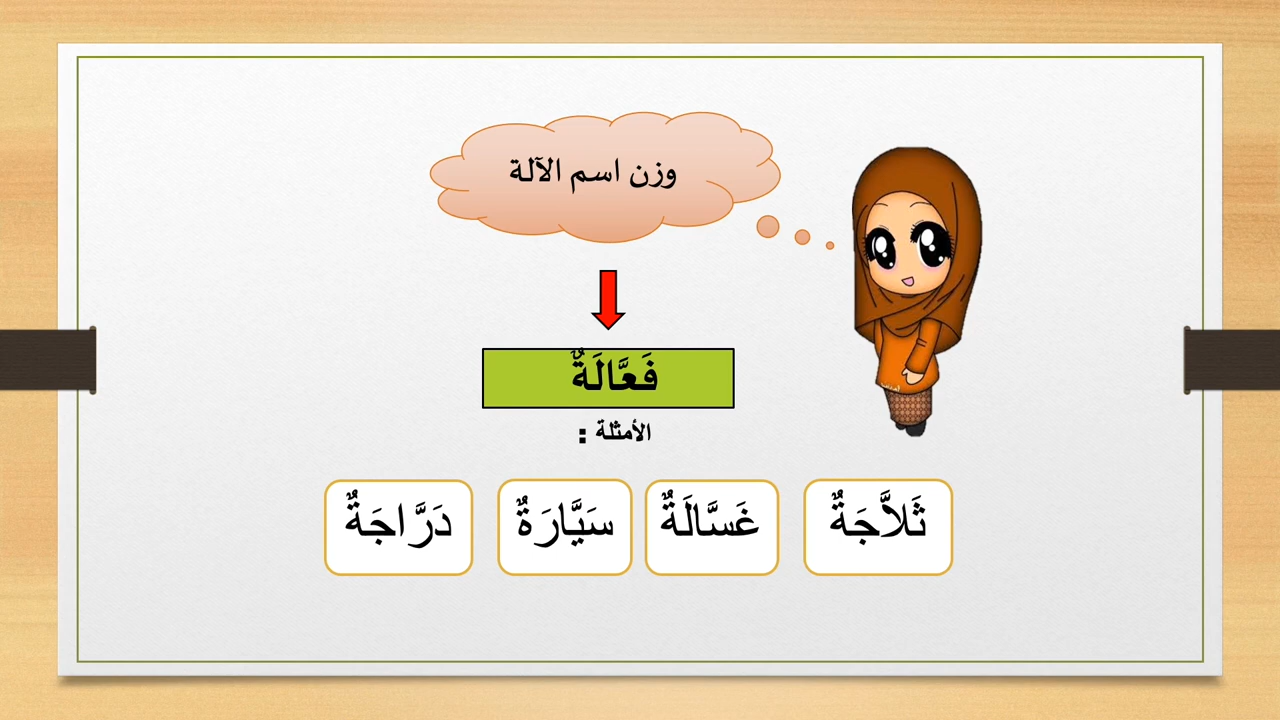 وزن اسم الآلة
فَعَّالَةٌ
الأمثلة :
ثَلاَّجَةٌ
غَسَّالَةٌ
سَيَّارَةٌ
دَرَّاجَةٌ